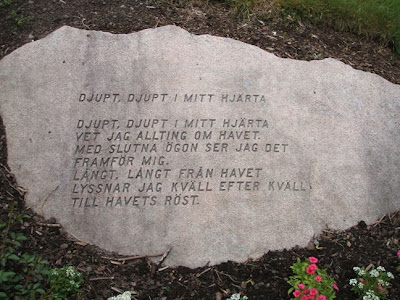 DJUPT, DJUPT I MITT HJÄRTA
DJUPT, DJUPT I MITT HJÄRTA
VET JAG ALLTING OM HAVET.
MED SLUTNA ÖGON SER JAG DET
FRAMFÖR MIG.
LÅNGT, LÅNGT FRÅN HAVET
LYSSNAR JAG KVÄLL EFTER KVÄLL
TILL HAVETS RÖST.